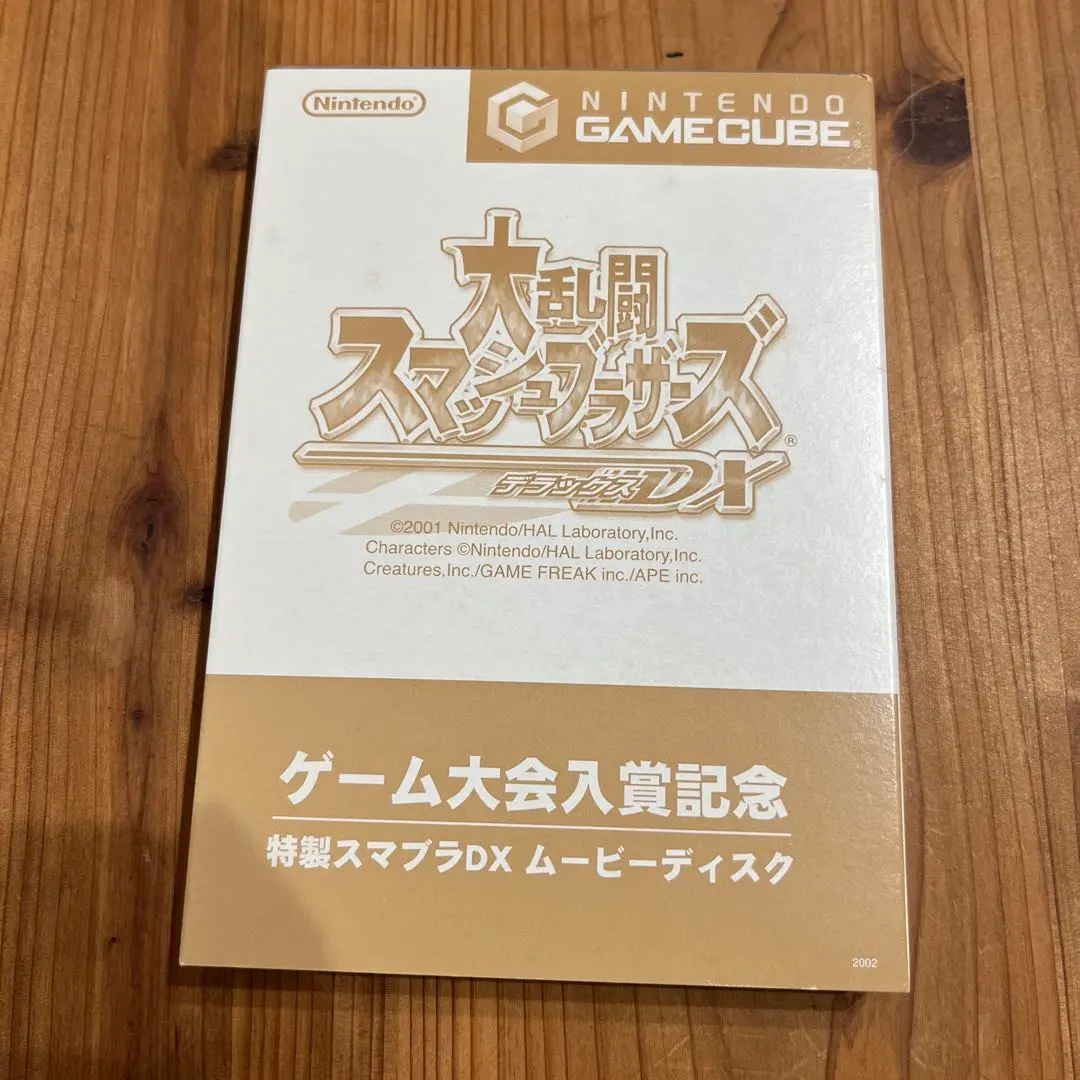 Nintendo®
NINTENDO
GAMECUBE®
大乱闘
スマッシュブラザーズ®
デラックスDX
©2001 Nintendo/HAL Laboratory,Inc.
Characters ©Nintendo/HAL Laboratory,Inc.
Creatures,Inc./GAME FREAK inc./APE inc.
ゲーム大会入賞記念
特製スマブラDX ムービーディスク
2002